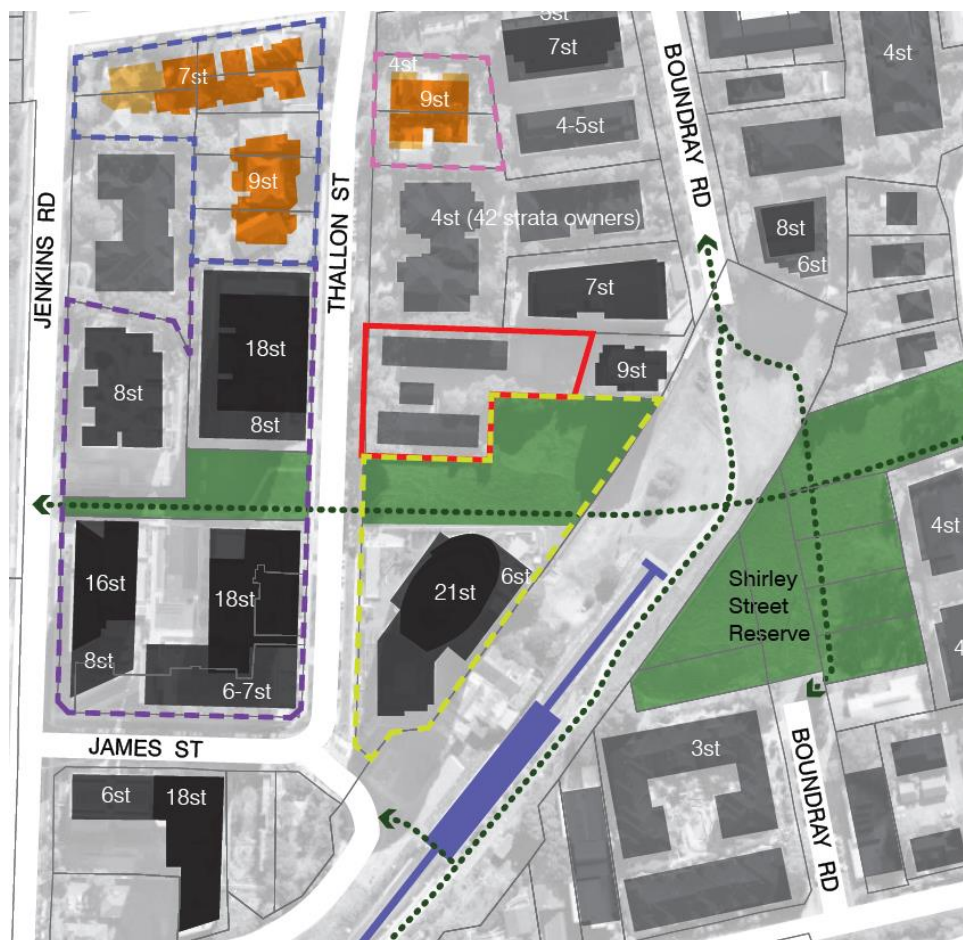 5st
7st
4st
7st
4st
9st
4-5st
BOUNDRAY RD
9st
THALLON ST
4st (42 strata owners)
8st
6st
JENKINS RD
7st
18st
8st
9st
8st
16st
18st
21st
6st
4st
Shirley
Street
Reserve
8st
6-7st
4
JAMES ST
3st
BOUNDRAY RD
6st
18st